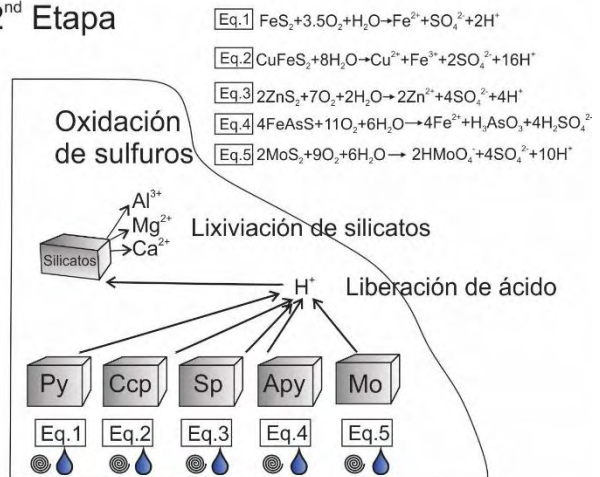 2nd Etapa
Eq.1 FeS2+3.5O2+H2O→Fe2++SO42-+2H+
Eq.2 CuFeS2+8H2O→Cu2++Fe3++2SO42-+16H+
Eq.3 2ZnS2+7O2+2H2O→2Zn2++4SO42-+4H+
Eq.4 4FeAsS+11O2+6H2O→4Fe2++H3AsO3+4H2SO42-
Eq.5 2MoS2+9O2+6H2O→ 2HMoO4-+4SO42-+10H+
Oxidación
de sulfuros
Al3+
Mg2+
Ca2+
Silicatos
Lixiviación de silicatos
H+
Liberación de ácido
Py Ccp Sp Apy Mo
Eq.1 Eq.2 Eq.3 Eq.4 Eq.5